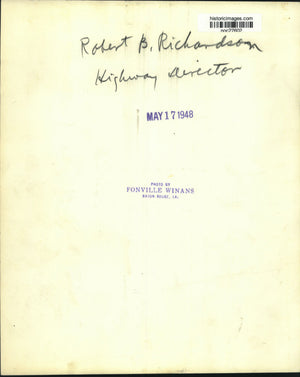 historicimages.com
Robert B. Richardson
Highway Director
MAY 17 1948
PHOTO BY
FONVILLE WINANS
BATON ROUGE, LA.